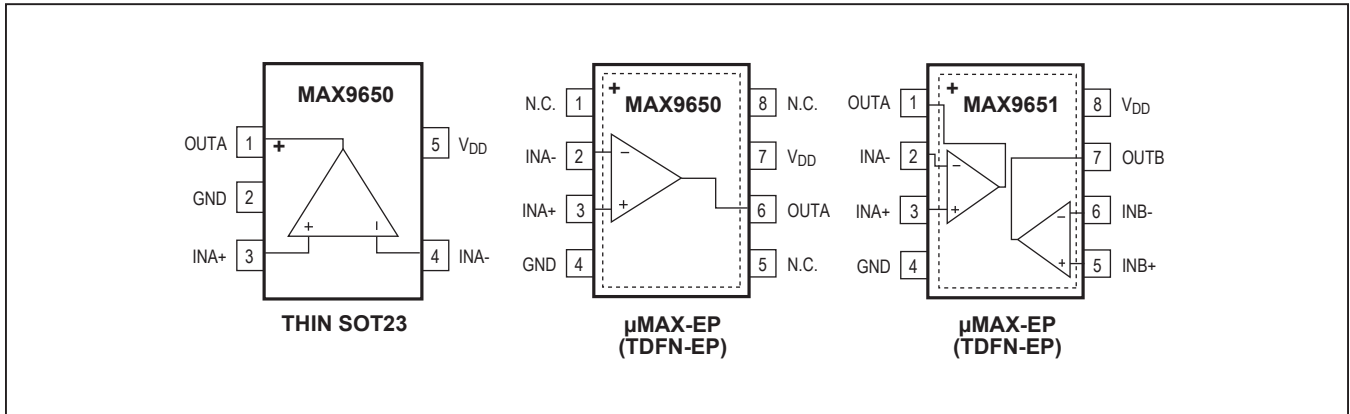 MAX9650
OUTA 1
+
5 VDD
GND 2
+ −
INA+ 3
4 INA-
THIN SOT23
+
MAX9650
N.C. 1
8 N.C.
INA- 2
−
7 VDD
INA+ 3
+
6 OUTA
GND 4
5 N.C.
µMAX-EP
(TDFN-EP)
+
MAX9651
OUTA 1
8 VDD
INA- 2
−
7 OUTB
INA+ 3
+
−
6 INB-
GND 4
+
5 INB+
µMAX-EP
(TDFN-EP)